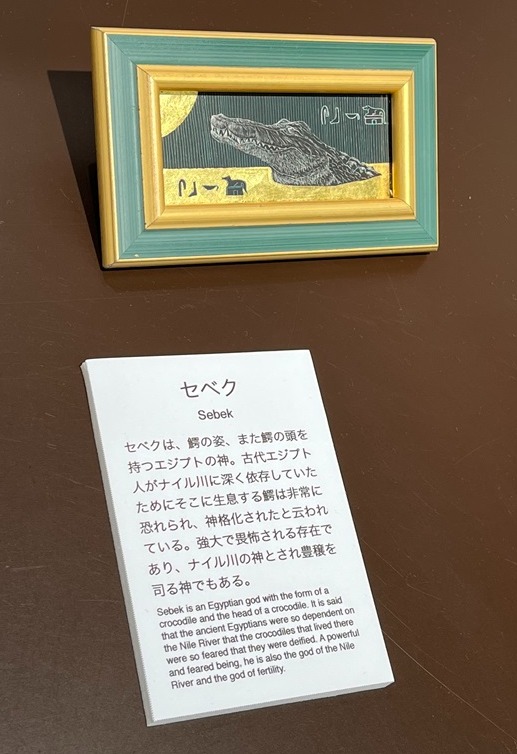 セベク
Sebek
セベクは、鰐の姿、また鰐の頭を
持つエジプトの神。古代エジプト
人がナイル川に深く依存していた
ためにそこに生息する鰐は非常に
恐れられ、神格化されたと云われ
ている。強大で畏怖される存在で
あり、ナイル川の神とされ豊穣を
司る神でもある。
Sebek is an Egyptian god with the form of a
crocodile and the head of a crocodile. It is said
that the ancient Egyptians were so dependent on
the Nile River that the crocodiles that lived there
were so feared that they were deified. A powerful
and feared being, he is also the god of the Nile
River and the god of fertility.